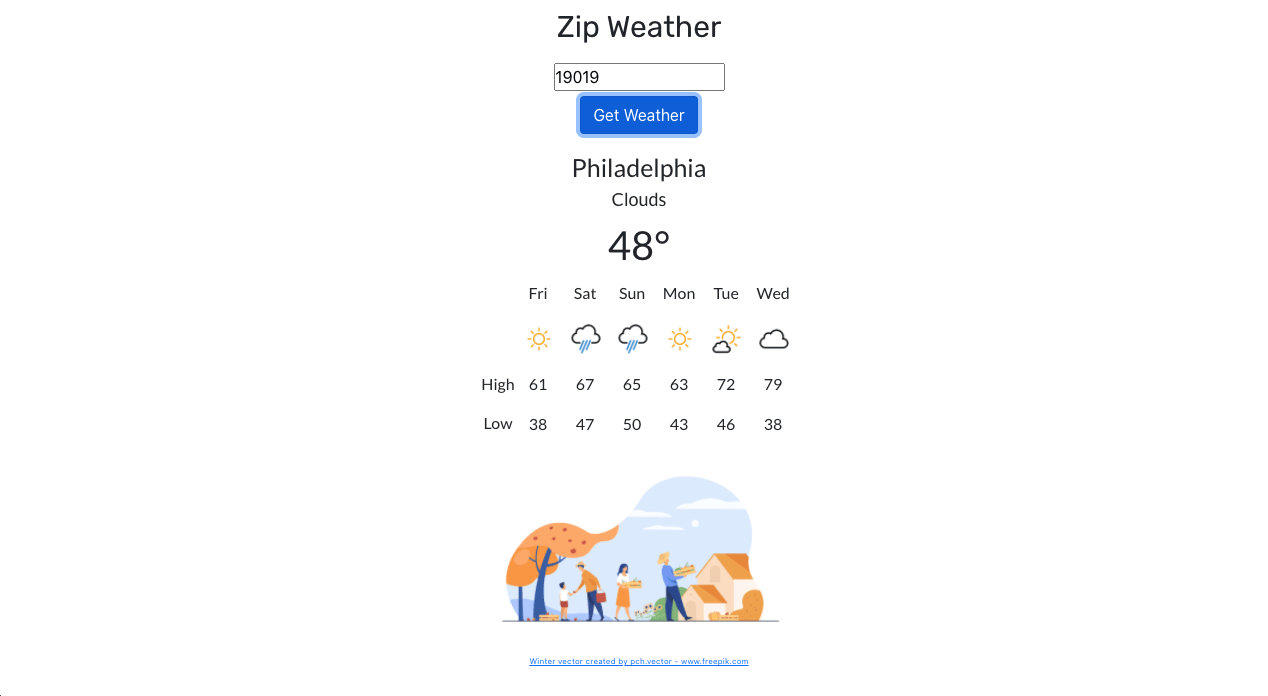 Zip Weather
19019
Get Weather
Philadelphia
Clouds
48°
Fri Sat Sun Mon Tue Wed
High 61 67 65 63 72 79
Low 38 47 50 43 46 38
Winter vector created by pch.vector - www.freepik.com